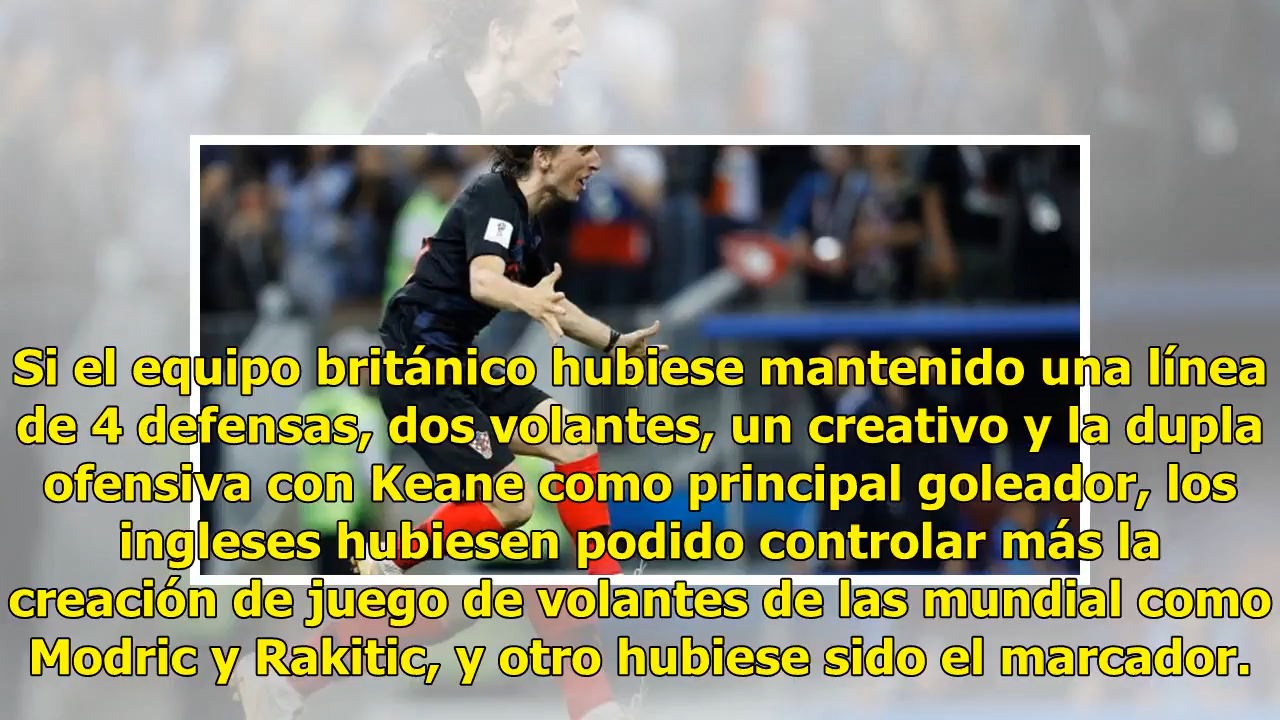 Si el equipo británico hubiese mantenido una línea
de 4 defensas, dos volantes, un creativo y la dupla
ofensiva con Keane como principal goleador, los
ingleses hubiesen podido controlar más la
creación de juego de volantes de las mundial como
Modric y Rakitic, y otro hubiese sido el marcador.